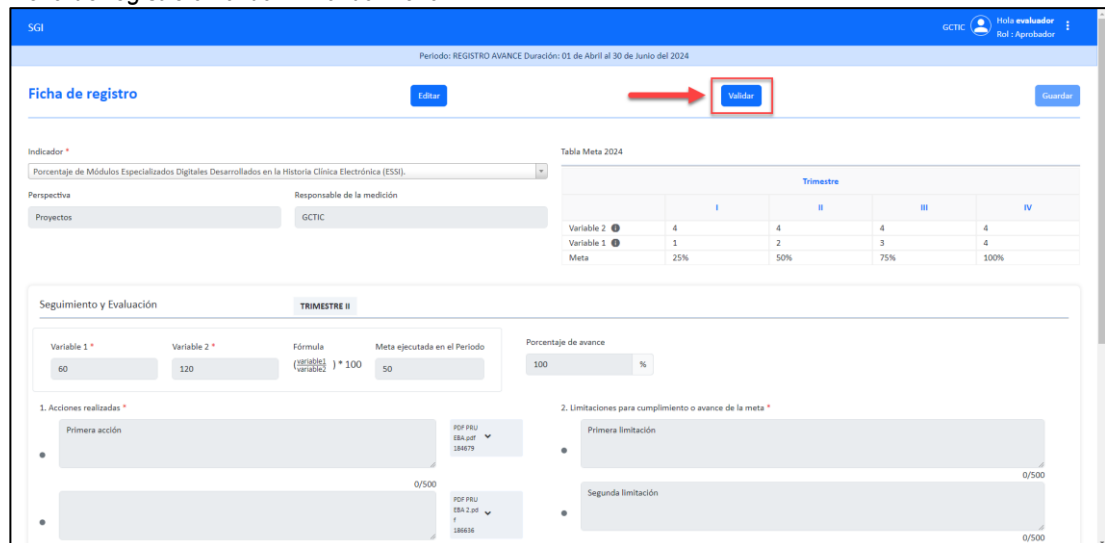 SGI
GCTIC
Hola evaluador
Rol : Aprobador
Periodo: REGISTRO AVANCE Duración: 01 de Abril al 30 de Junio del 2024
Ficha de registro
Editar
Validar
Guardar
Indicador *
Porcentaje de Módulos Especializados Digitales Desarrollados en la Historia Clínica Electrónica (ESSI).
Perspectiva
Responsable de la medición
Proyectos
GCTIC
Tabla Meta 2024
Trimestre
I II III IV
Variable 2 4 4 4 4
Variable 1 1 2 3 4
Meta 25% 50% 75% 100%
Seguimiento y Evaluación
TRIMESTRE II
Variable 1 *
Variable 2 *
Fórmula
Meta ejecutada en el Periodo
Porcentaje de avance
60
120
(variable1/variable2) * 100
50
100
%
1. Acciones realizadas *
Primera acción
PDF PRU
EBA.pdf
184679
0/500
PDF PRU
EBA 2.pd
f
186636
2. Limitaciones para cumplimiento o avance de la meta *
Primera limitación
0/500
Segunda limitación
0/500